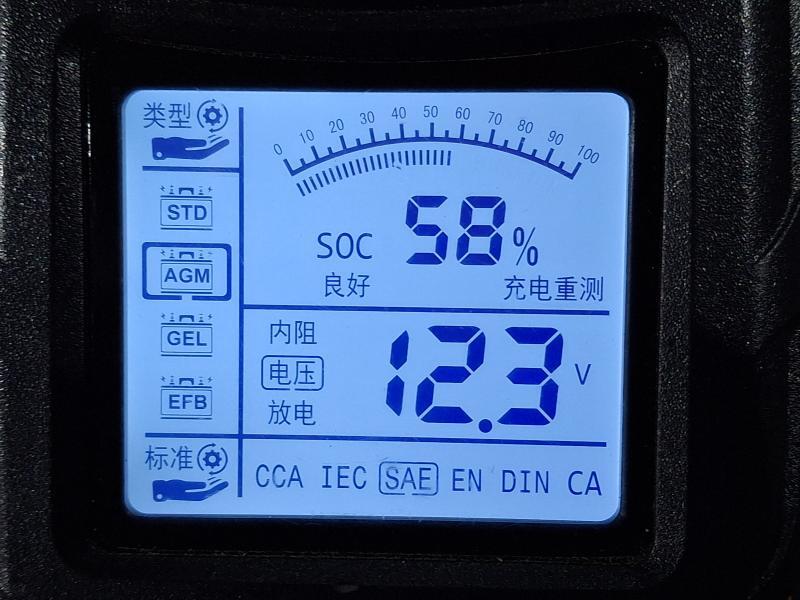 类型
STD
AGM
GEL
EFB
标准
0 10 20 30 40 50 60 70 80 90 100
SOC 58%
良好 充电重测
内阻
电压
放电
12.3 V
CCA IEC SAE EN DIN CA